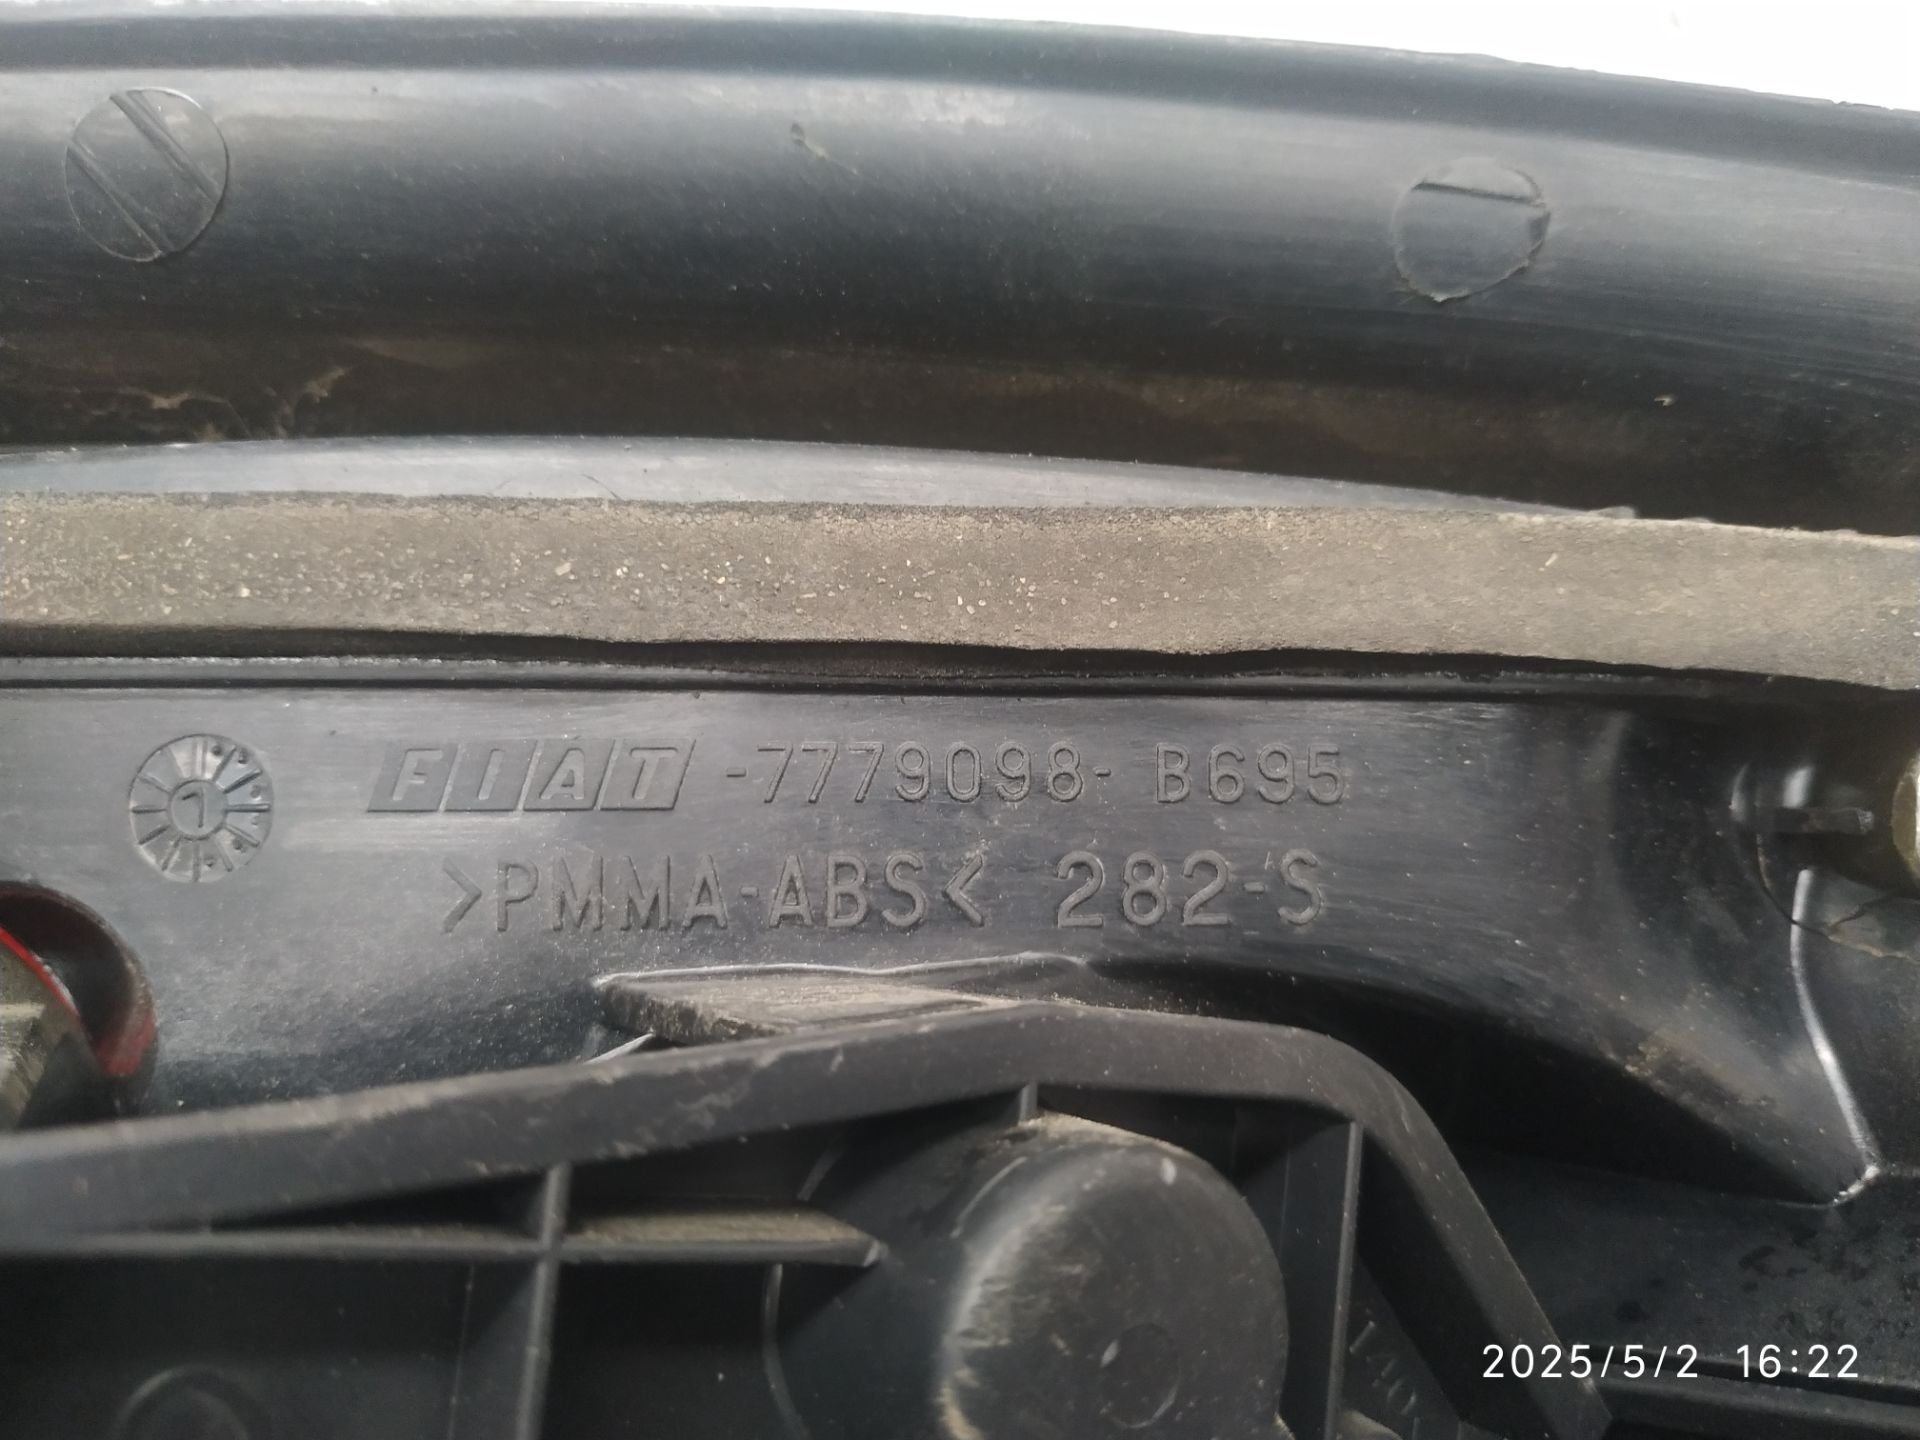 FIAT -7779098- B695
>PMMA-ABS< 282-S
2025/5/2 16:22